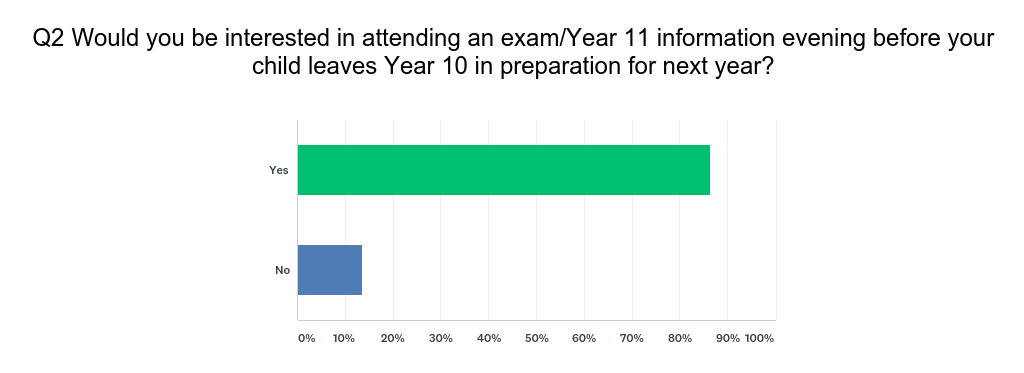 Q2 Would you be interested in attending an exam/Year 11 information evening before your
child leaves Year 10 in preparation for next year?
Yes
No
0% 10% 20% 30% 40% 50% 60% 70% 80% 90% 100%